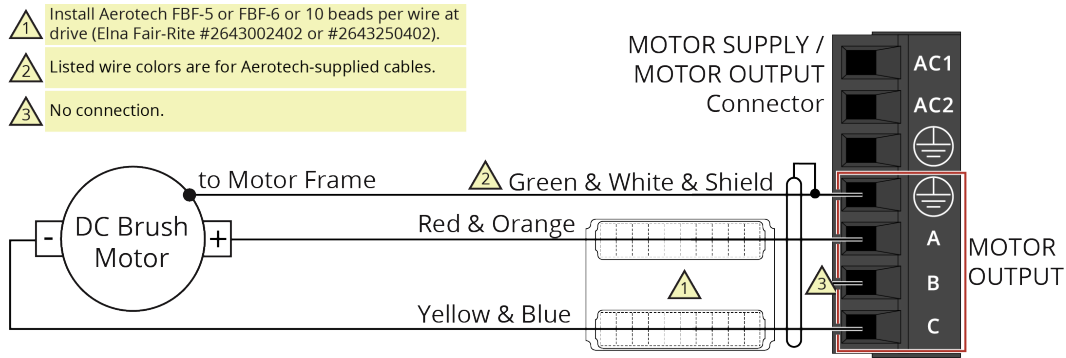 1
Install Aerotech FBF-5 or FBF-6 or 10 beads per wire at
drive (Elna Fair-Rite #2643002402 or #2643250402).
2
Listed wire colors are for Aerotech-supplied cables.
3
No connection.
MOTOR SUPPLY /
MOTOR OUTPUT
Connector
AC1
AC2
to Motor Frame
2
Green & White & Shield
DC Brush
Motor
-
+
Red & Orange
A
MOTOR
OUTPUT
1
3
B
Yellow & Blue
C